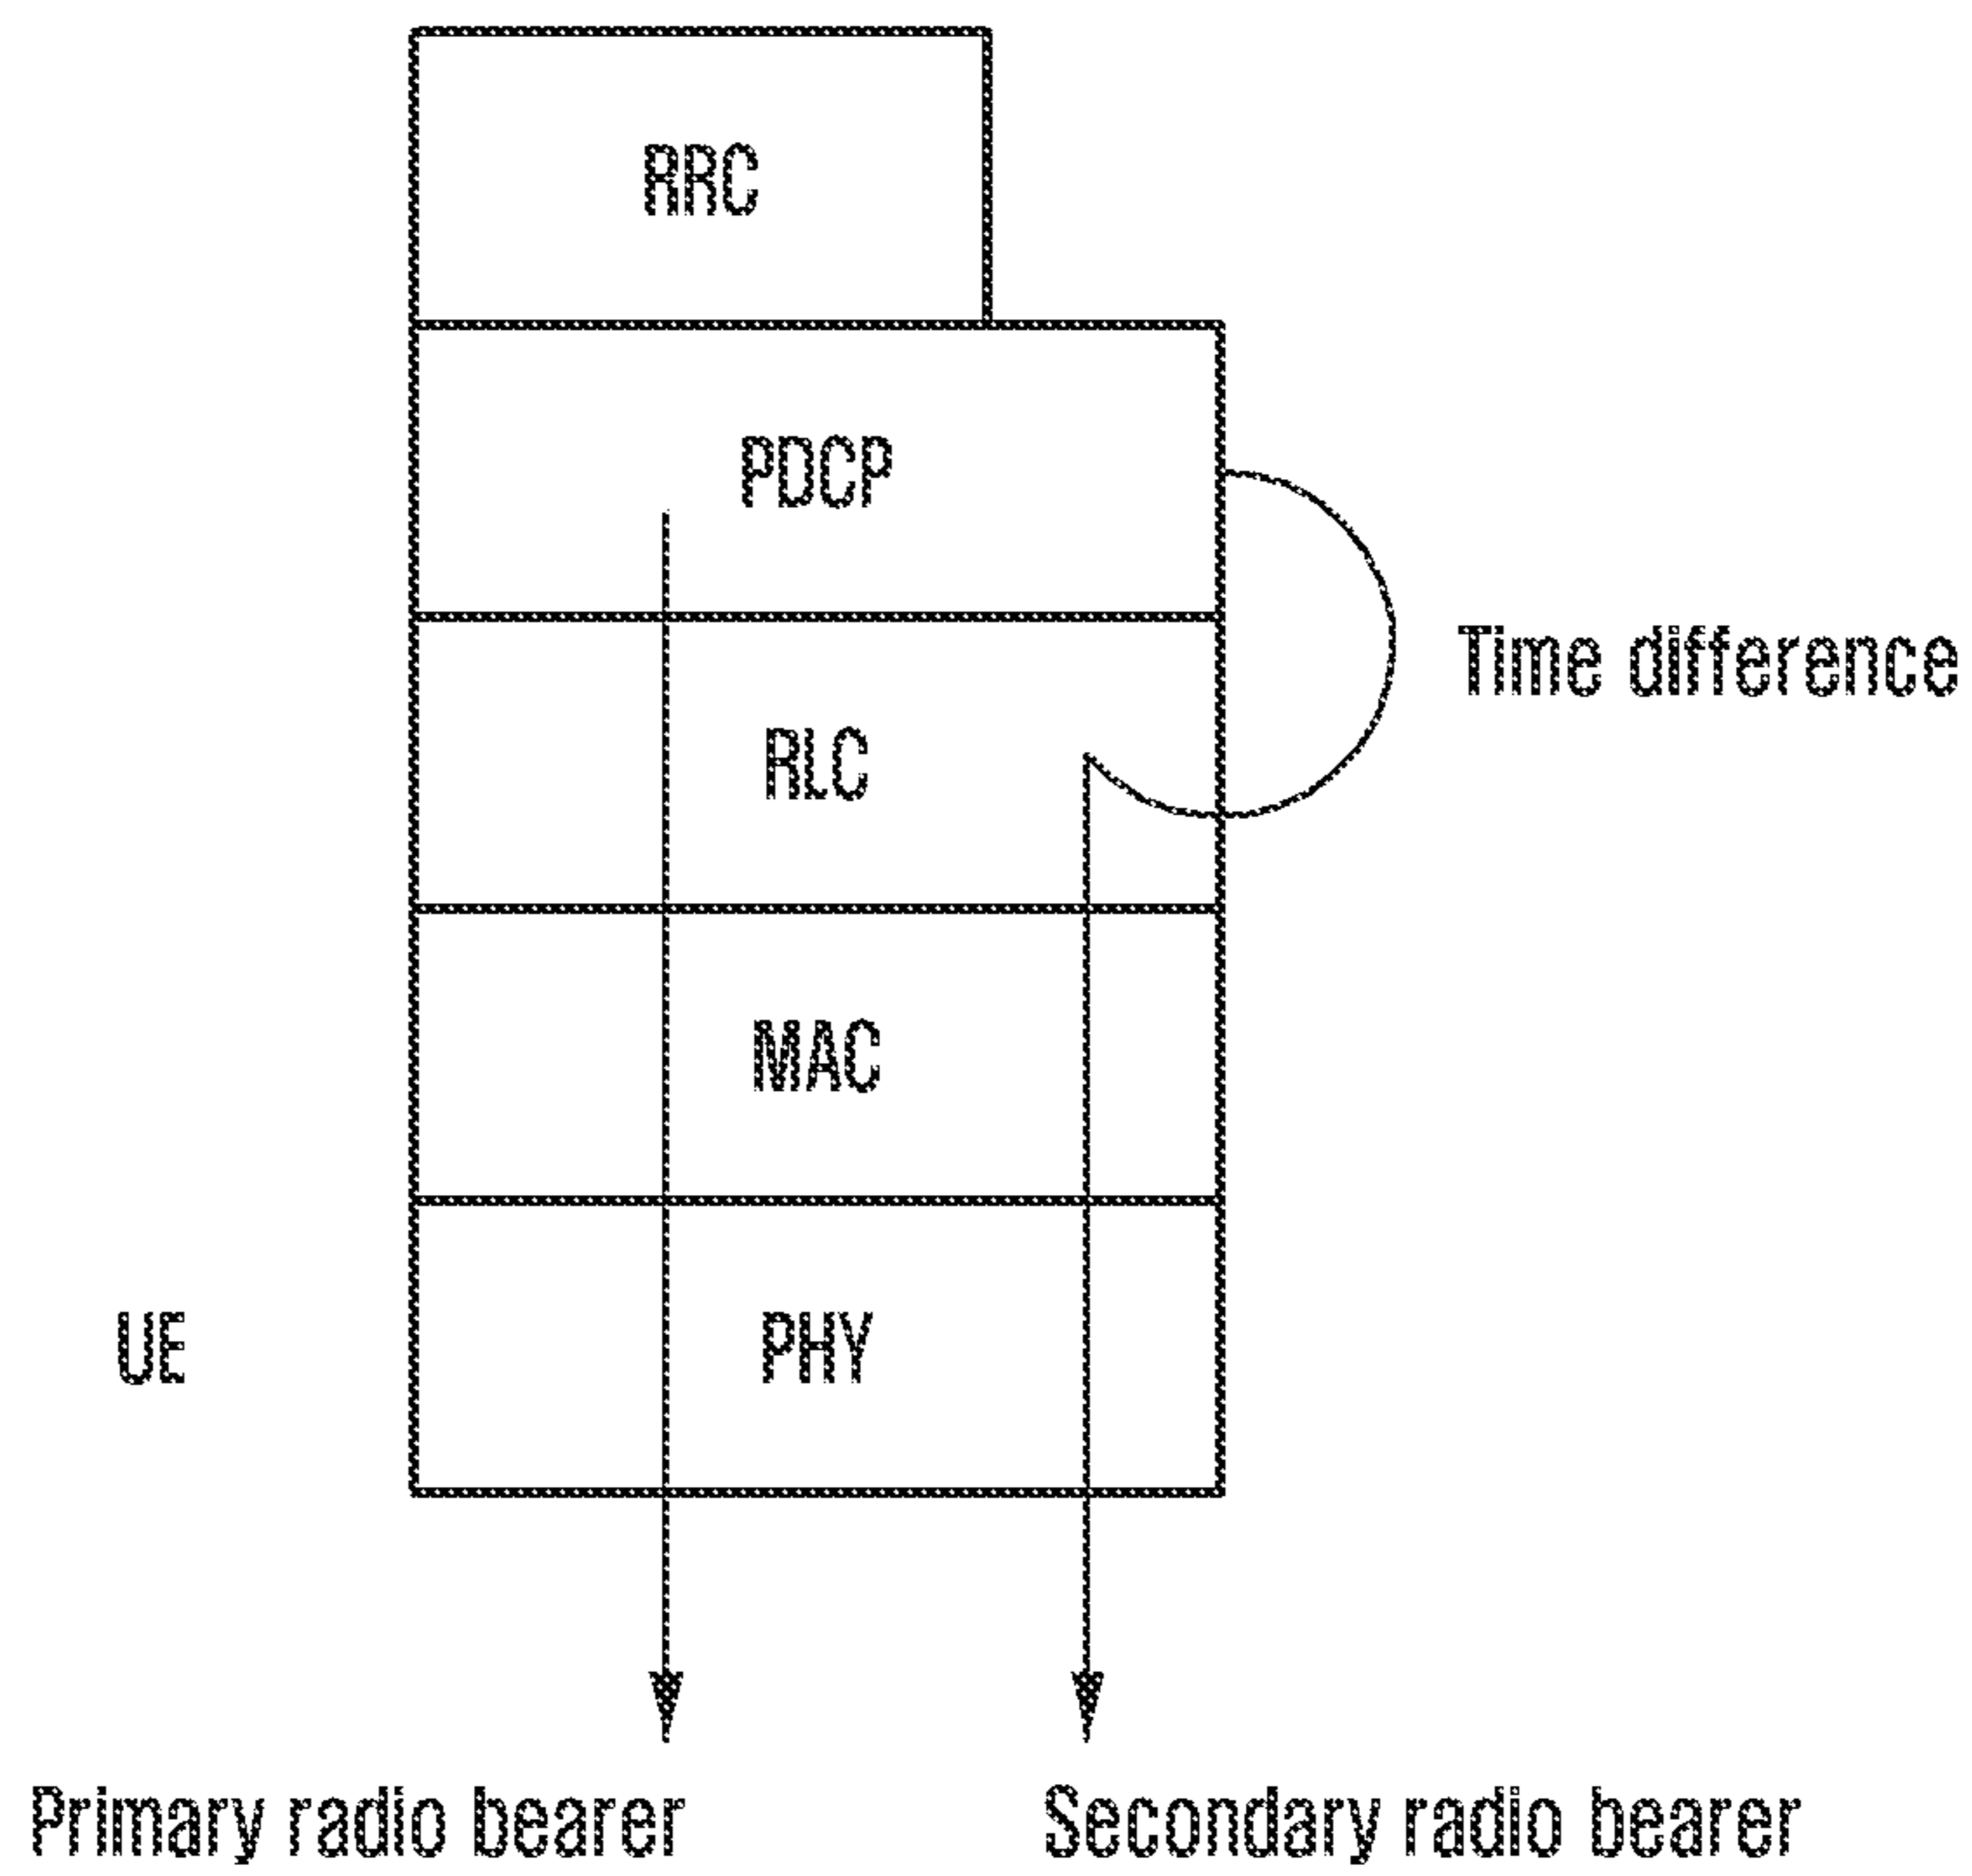 RRC
PDCP
Time difference
RLC
MAC
UE
PHY
Primary radio bearer
Secondary radio bearer